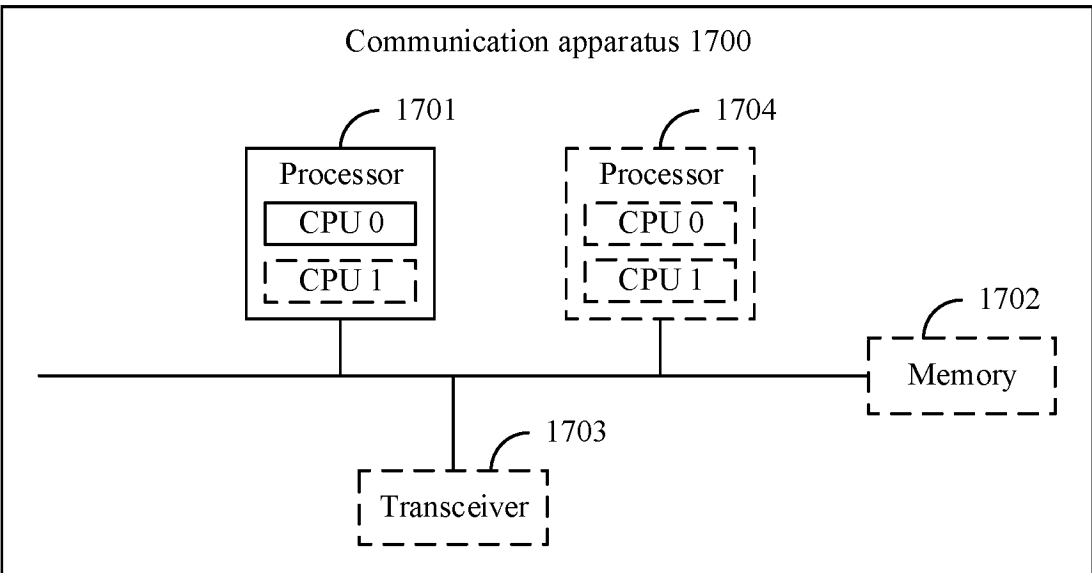 Communication apparatus 1700
1701
1704
Processor
Processor
CPU 0
CPU 0
CPU 1
CPU 1
1702
Memory
1703
Transceiver